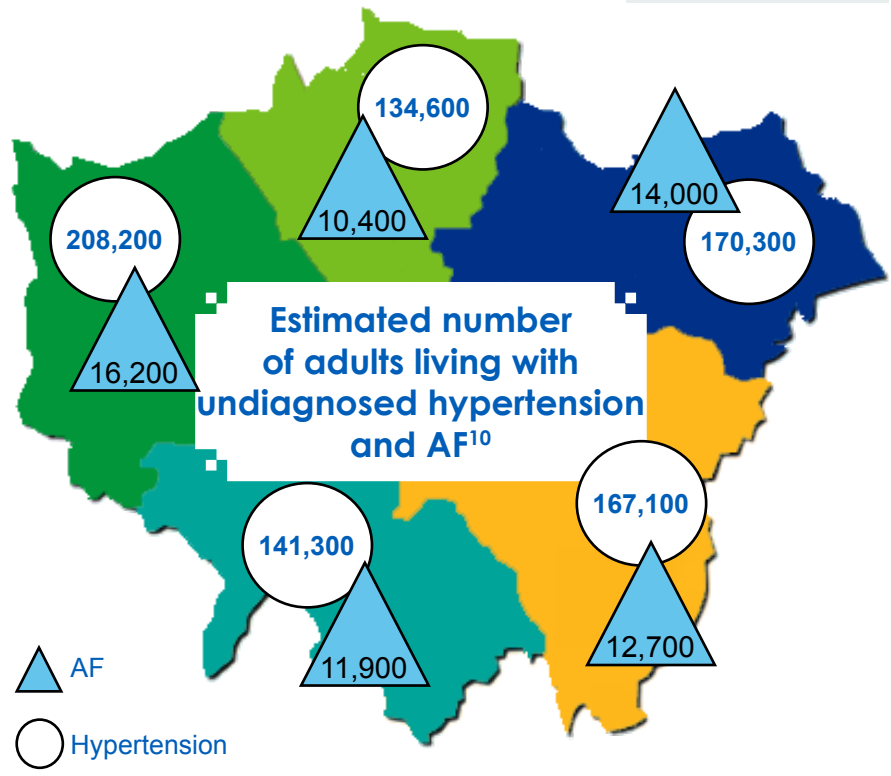 134,600
10,400
14,000
170,300
208,200
16,200
Estimated number
of adults living with
undiagnosed hypertension
and AF¹⁰
167,100
12,700
141,300
11,900
AF
Hypertension